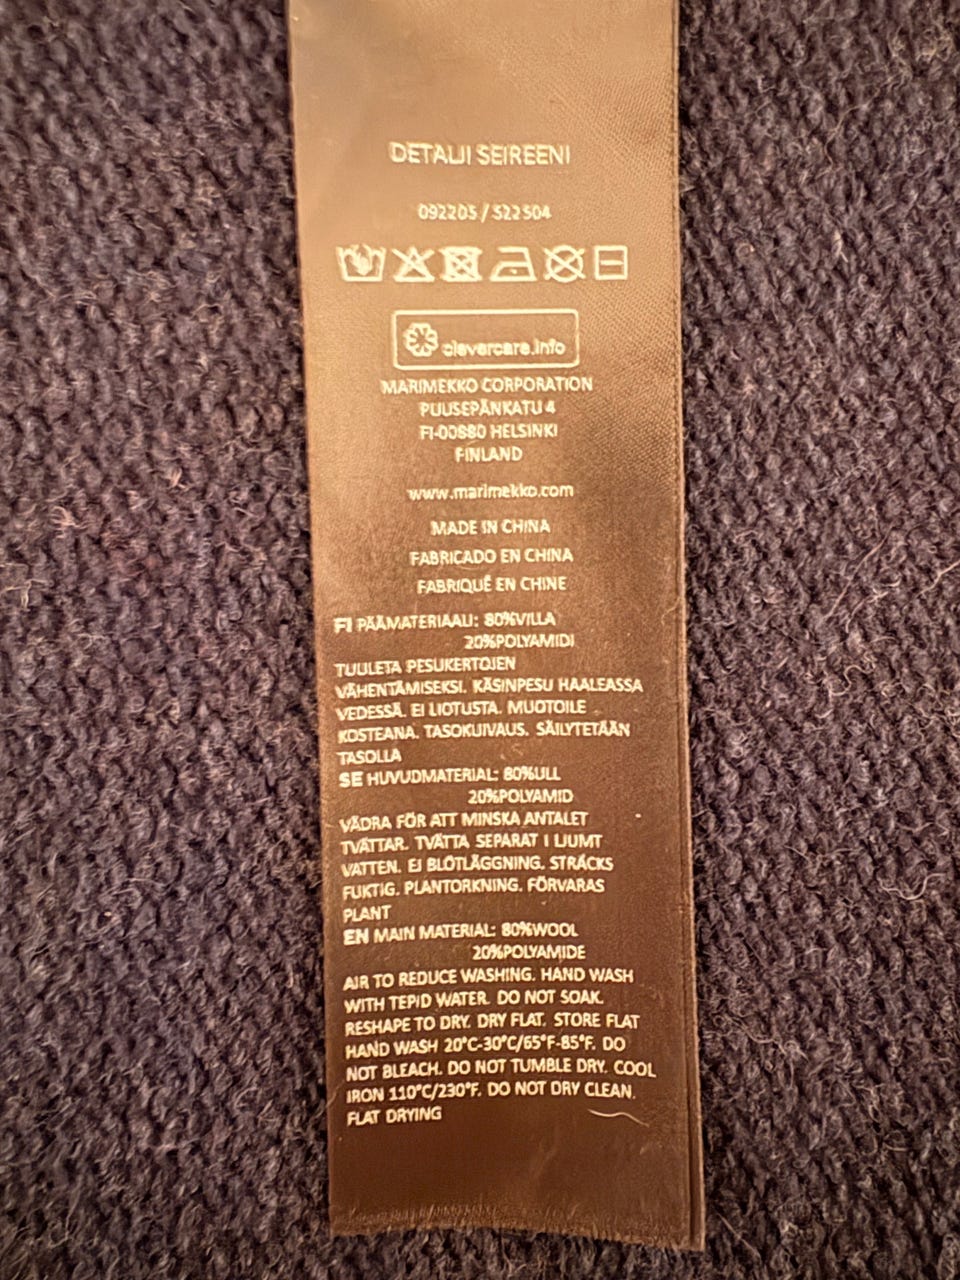 DETALJI SEIREENI
092205 / 522504
clevercare.info
MARIMEKKO CORPORATION
PUUSEPÄNKATU 4
FI-00880 HELSINKI
FINLAND
www.marimekko.com
MADE IN CHINA
FABRICADO EN CHINA
FABRIQUÉ EN CHINE
FI PÄÄMATERIAALI: 80%VILLA
20%POLYAMIDI
TUULETA PESUKERTOJEN
VÄHENTÄMISEKSI. KÄSINPESU HAALEASSA
VEDESSÄ. EI LIOTUSTA. MUOTOILE
KOSTEANA. TASOKUIVAUS. SÄILYTETÄÄN
TASOLLA
SE HUVUDMATERIAL: 80%ULL
20%POLYAMID
VÄDRA FÖR ATT MINSKA ANTALET
TVÄTTAR. TVÄTTA SEPARAT I LJUMT
VATTEN. EJ BLÖTLÄGGNING. STRÄCKS
FUKTIG. PLANTORKNING. FÖRVARAS
PLANT
EN MAIN MATERIAL: 80%WOOL
20%POLYAMIDE
AIR TO REDUCE WASHING. HAND WASH
WITH TEPID WATER. DO NOT SOAK.
RESHAPE TO DRY. DRY FLAT. STORE FLAT
HAND WASH 20°C-30°C/65°F-85°F. DO
NOT BLEACH. DO NOT TUMBLE DRY. COOL
IRON 110°C/230°F. DO NOT DRY CLEAN.
FLAT DRYING